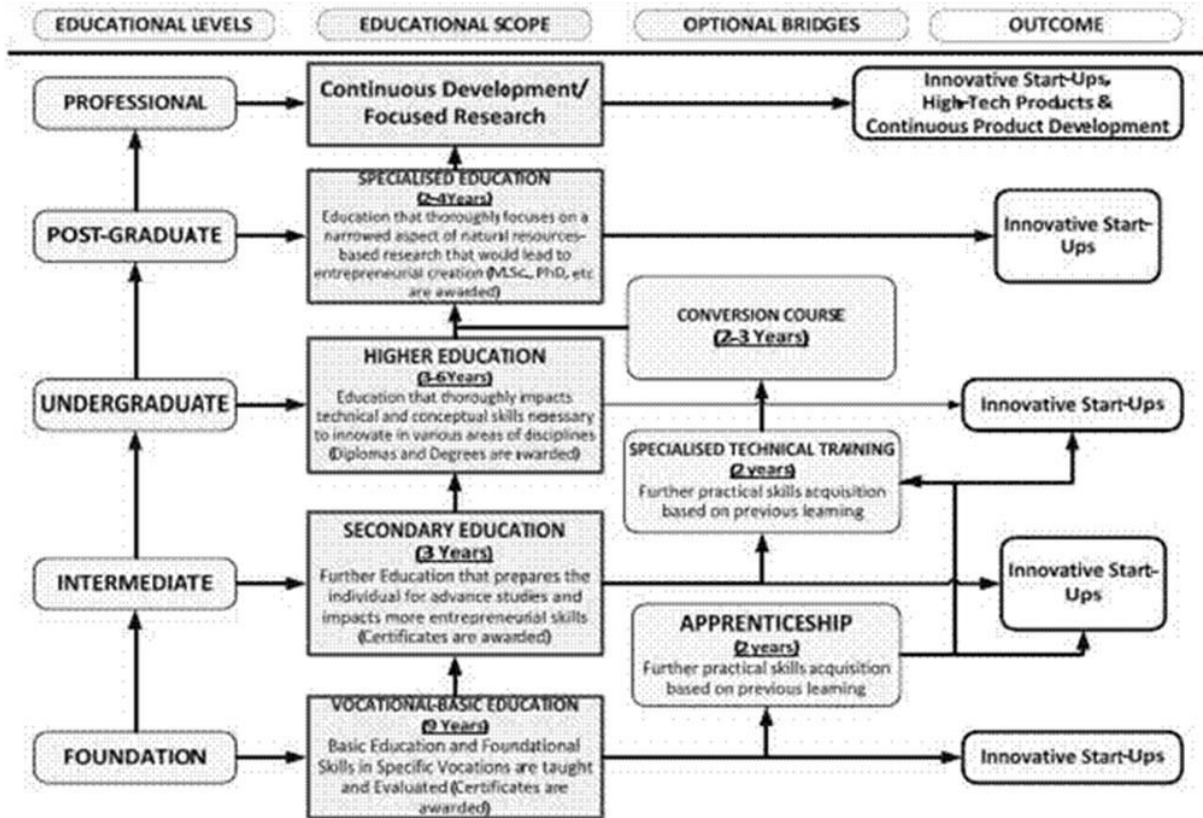 EDUCATIONAL LEVELS
EDUCATIONAL SCOPE
OPTIONAL BRIDGES
OUTCOME
PROFESSIONAL
Continuous Development/
Focused Research
Innovative Start-Ups,
High-Tech Products &
Continuous Product Development
POST-GRADUATE
SPECIALISED EDUCATION
(2-4Years)
Education that thoroughly focuses on a
narrowed aspect of natural resources-
based research that would lead to
entrepreneurial creation (M.Sc., PhD, etc
are awarded)
Innovative Start-
Ups
CONVERSION COURSE
(2-3 Years)
UNDERGRADUATE
HIGHER EDUCATION
(3-6Years)
Education that thoroughly impacts
technical and conceptual skills necessary
to innovate in various areas of disciplines
(Diplomas and Degrees are awarded)
Innovative Start-Ups
SPECIALISED TECHNICAL TRAINING
(2 years)
Further practical skills acquisition
based on previous learning
INTERMEDIATE
SECONDARY EDUCATION
(3 Years)
Further Education that prepares the
individual for advance studies and
impacts more entrepreneurial skills
(Certificates are awarded)
Innovative Start-
Ups
APPRENTICESHIP
(2 years)
Further practical skills acquisition
based on previous learning
FOUNDATION
VOCATIONAL-BASIC EDUCATION
(9 Years)
Basic Education and Foundational
Skills in Specific Vocations are taught
and Evaluated (Certificates are
awarded)
Innovative Start-Ups